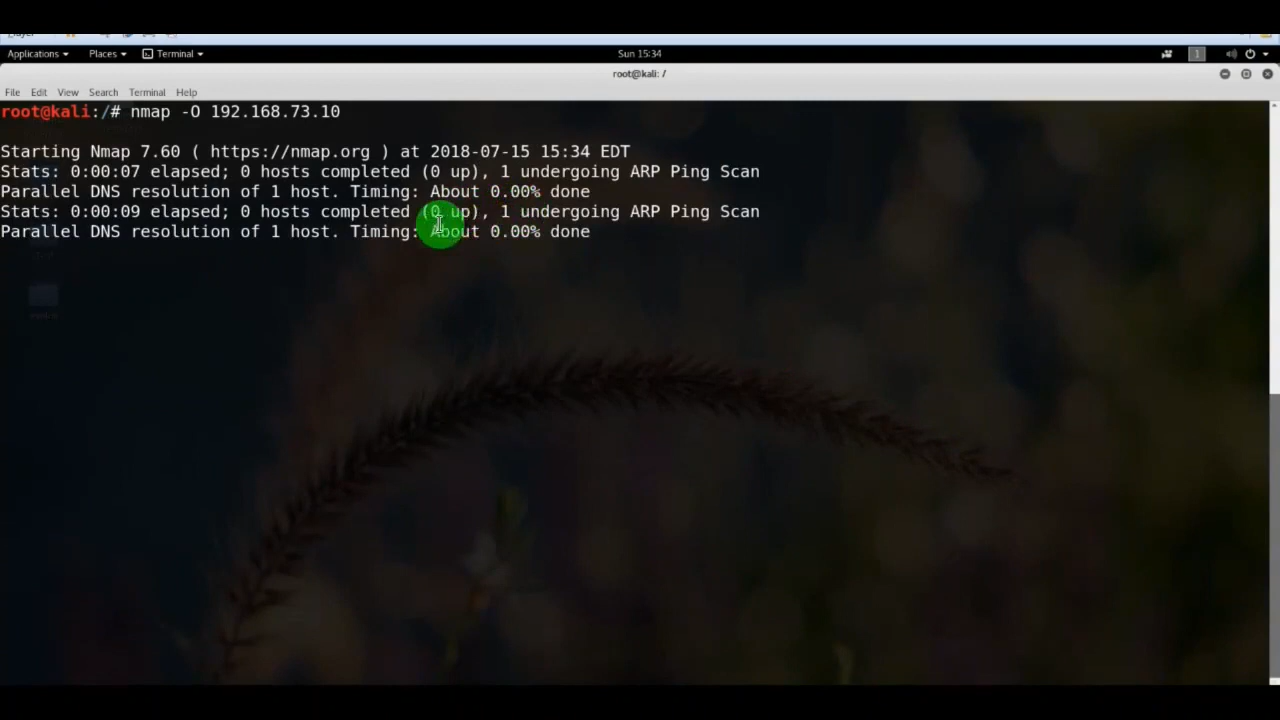 Applications Places Terminal Sun 15:34 1
root@kali: /
File Edit View Search Terminal Help
root@kali:/# nmap -O 192.168.73.10
Starting Nmap 7.60 ( https://nmap.org ) at 2018-07-15 15:34 EDT
Stats: 0:00:07 elapsed; 0 hosts completed (0 up), 1 undergoing ARP Ping Scan
Parallel DNS resolution of 1 host. Timing: About 0.00% done
Stats: 0:00:09 elapsed; 0 hosts completed (0 up), 1 undergoing ARP Ping Scan
Parallel DNS resolution of 1 host. Timing: About 0.00% done